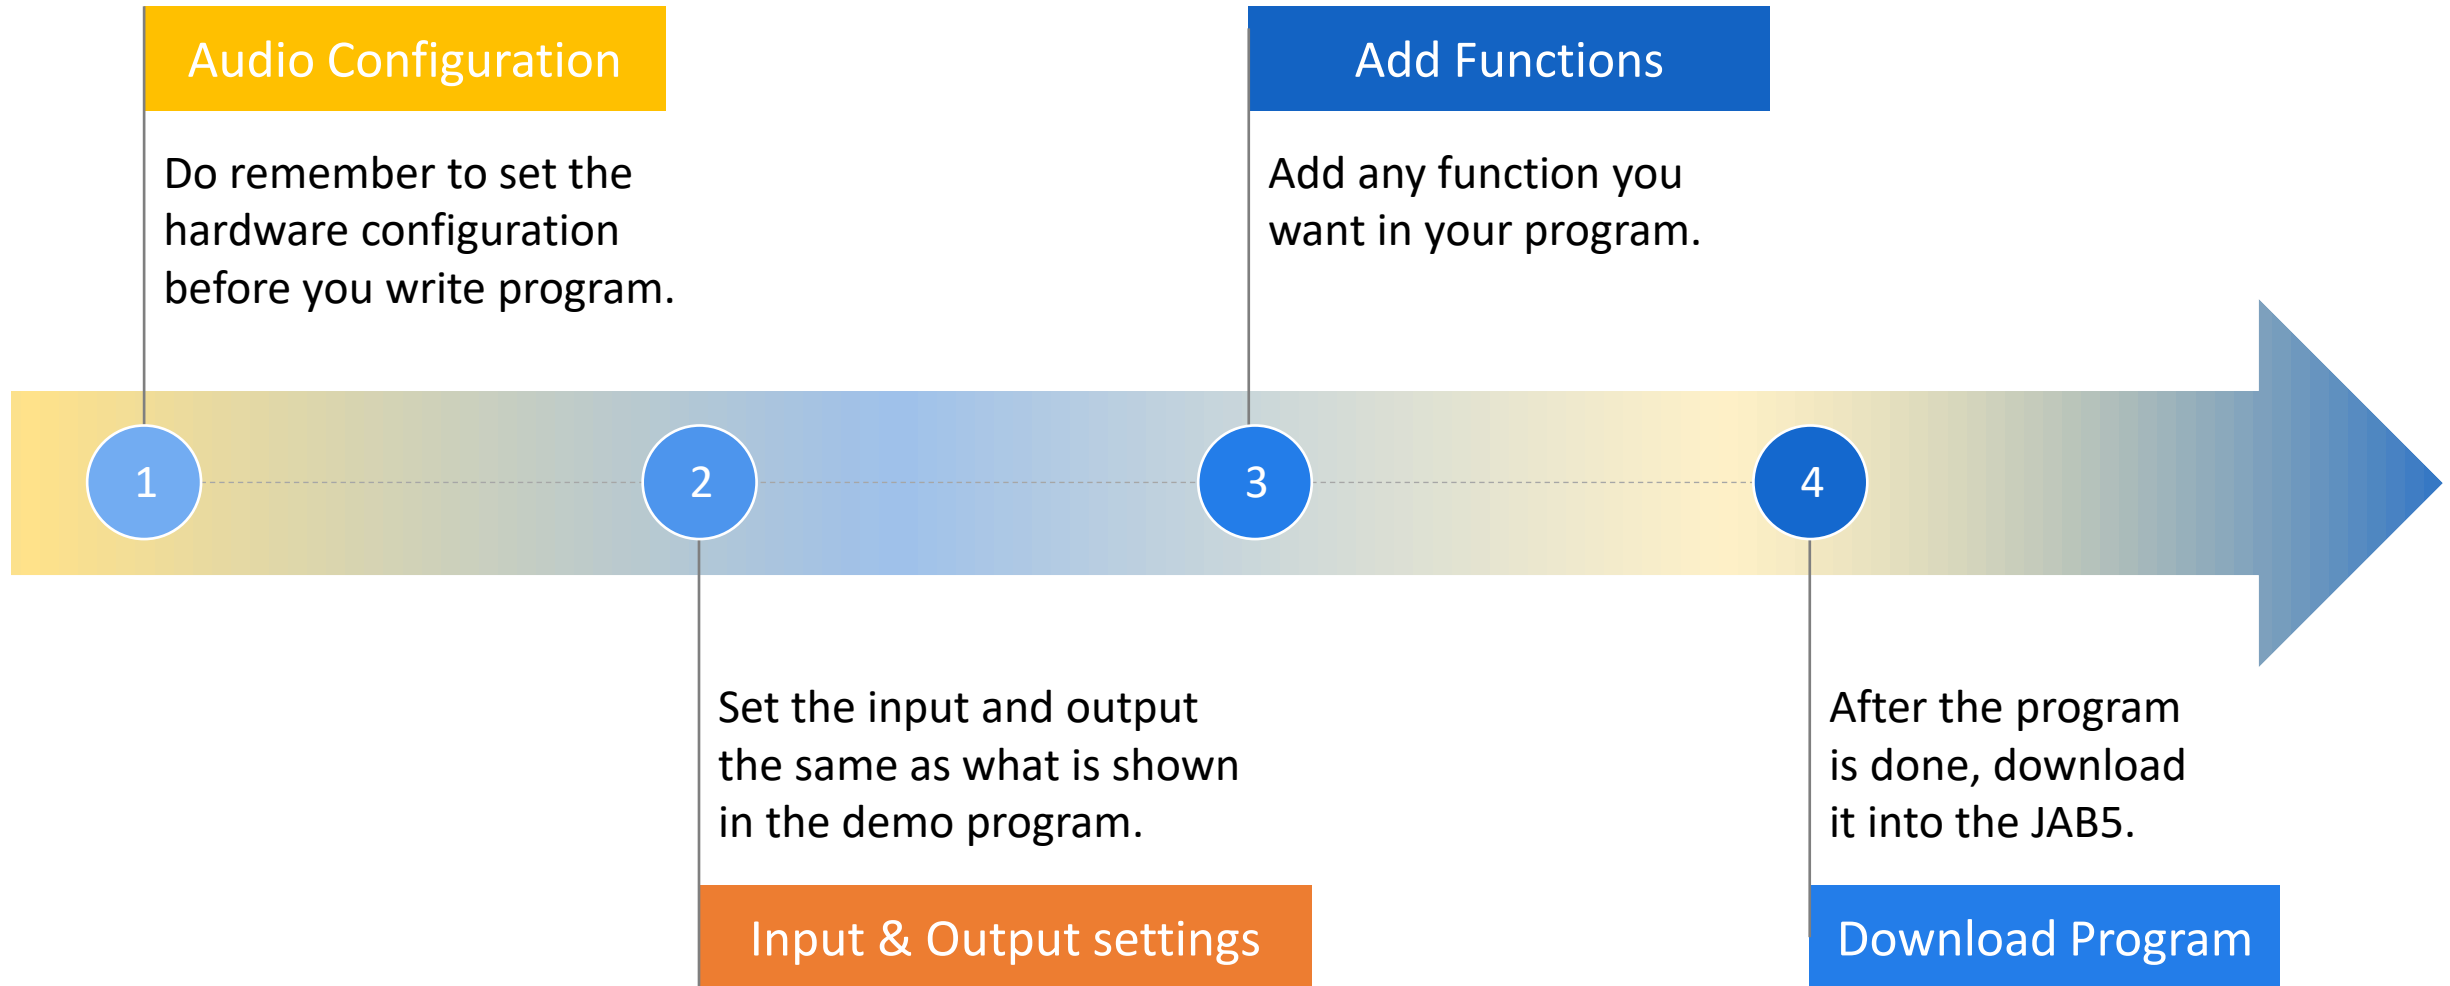 Audio Configuration
Do remember to set the
hardware configuration
before you write program.
1
2
Set the input and output
the same as what is shown
in the demo program.
Input & Output settings
Add Functions
Add any function you
want in your program.
3
4
After the program
is done, download
it into the JAB5.
Download Program